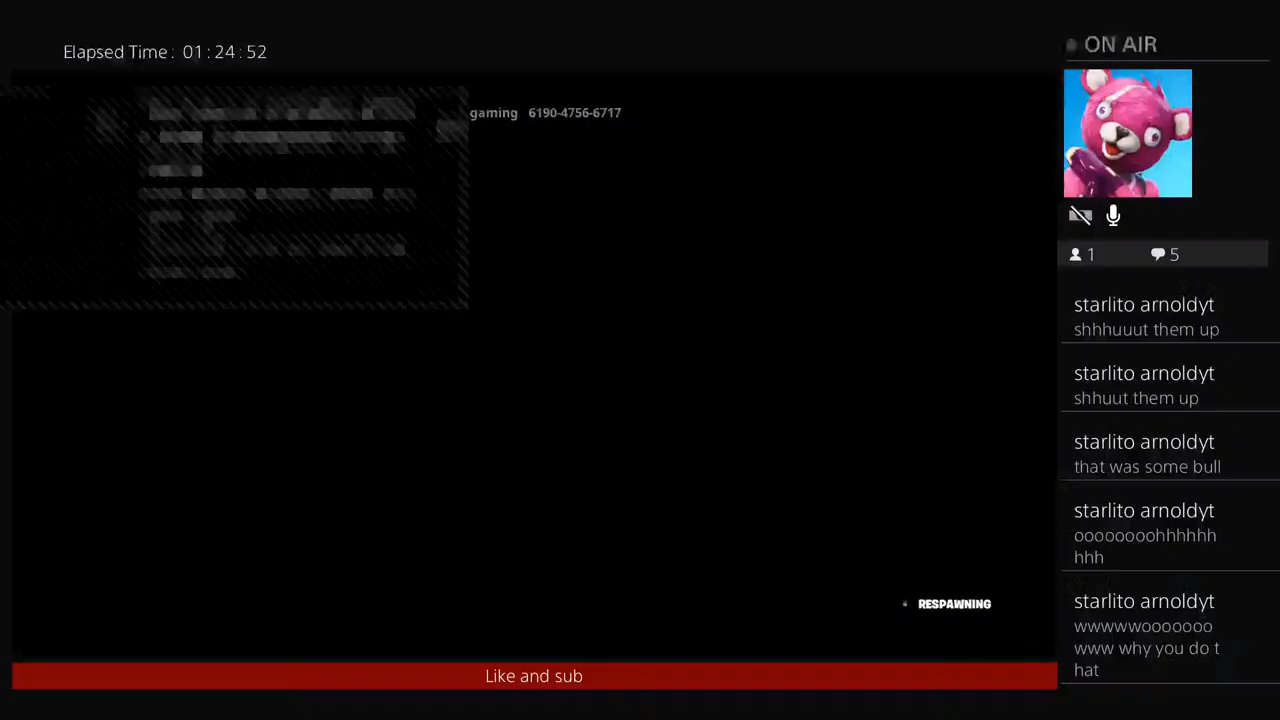 Elapsed Time: 01:24:52
ON AIR
gaming 6190-4756-6717
1 5
starlito arnoldyt
shhhuuut them up
starlito arnoldyt
shhuut them up
starlito arnoldyt
that was some bull
starlito arnoldyt
oooooooohhhhhh
hhh
starlito arnoldyt
wwwwwooooooo
www why you do t
hat
RESPAWNING
Like and sub